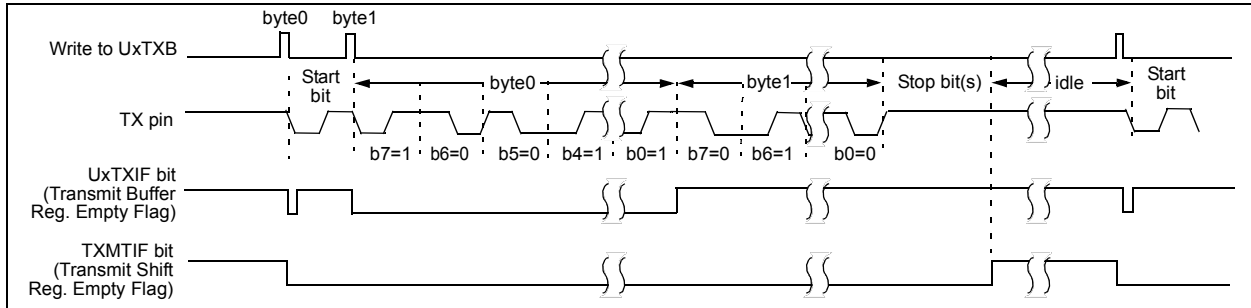 byte0 byte1
Write to UxTXB
Start
bit
byte0
byte1
Stop bit(s)
idle
Start
bit
TX pin
b7=1 b6=0 b5=0 b4=1 b0=1 b7=0 b6=1 b0=0
UxTXIF bit
(Transmit Buffer
Reg. Empty Flag)
TXMTIF bit
(Transmit Shift
Reg. Empty Flag)